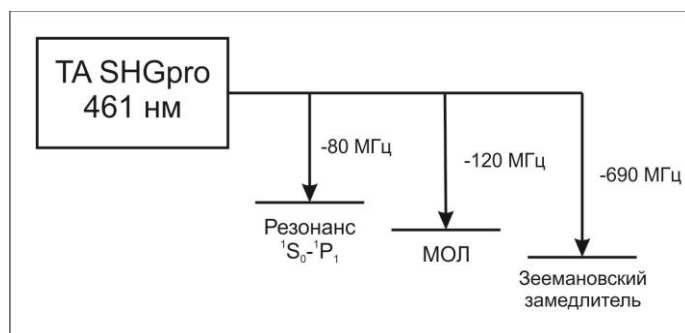 TA SHGpro
461 нм
-80 МГц
-120 МГц
-690 МГц
Резонанс
¹S₀-¹P₁
МОЛ
Зеемановский
замедлитель